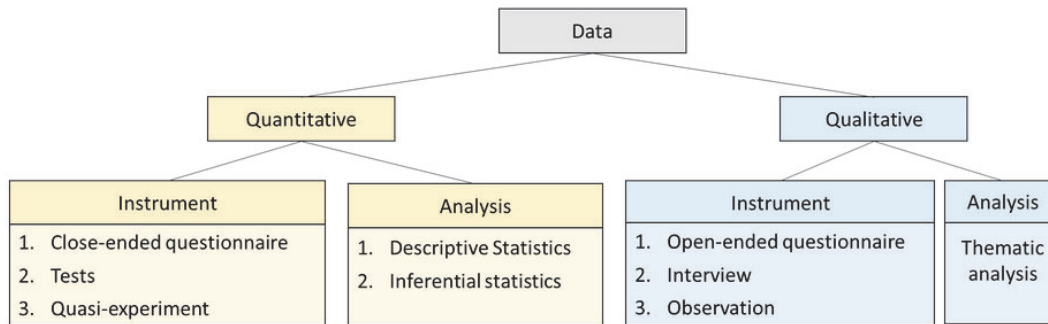 Data
Quantitative
Qualitative
Instrument
1. Close-ended questionnaire
2. Tests
3. Quasi-experiment
Analysis
1. Descriptive Statistics
2. Inferential statistics
Instrument
1. Open-ended questionnaire
2. Interview
3. Observation
Analysis
Thematic
analysis